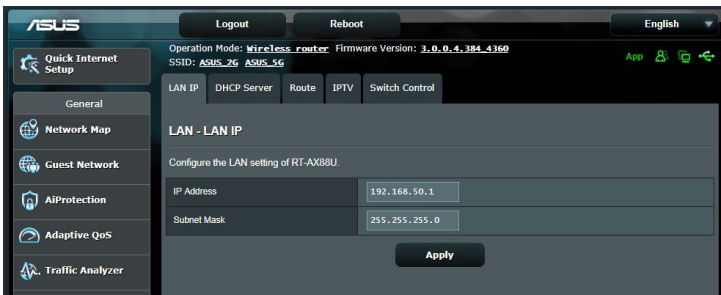 ASUS Logout Reboot English
Quick Internet Setup
Operation Mode: Wireless router Firmware Version: 3.0.0.4.384_4360
SSID: ASUS_2G ASUS_5G
App
LAN IP DHCP Server Route IPTV Switch Control
General
Network Map
Guest Network
AiProtection
Adaptive QoS
Traffic Analyzer
LAN - LAN IP
Configure the LAN setting of RT-AX88U.
IP Address 192.168.50.1
Subnet Mask 255.255.255.0
Apply